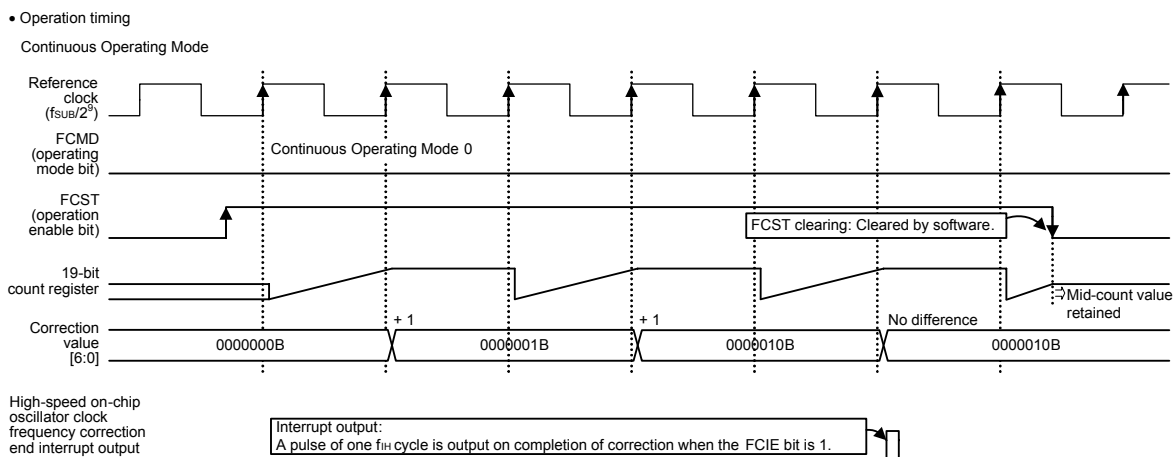 • Operation timing
Continuous Operating Mode
Reference
clock
(fSUB/2⁹)
FCMD
(operating
mode bit)
Continuous Operating Mode 0
FCST
(operation
enable bit)
FCST clearing: Cleared by software.
19-bit
count register
Mid-count value
retained
Correction
value
[6:0]
+ 1
+ 1
No difference
0000000B
0000001B
0000010B
0000010B
High-speed on-chip
oscillator clock
frequency correction
end interrupt output
Interrupt output:
A pulse of one fIH cycle is output on completion of correction when the FCIE bit is 1.